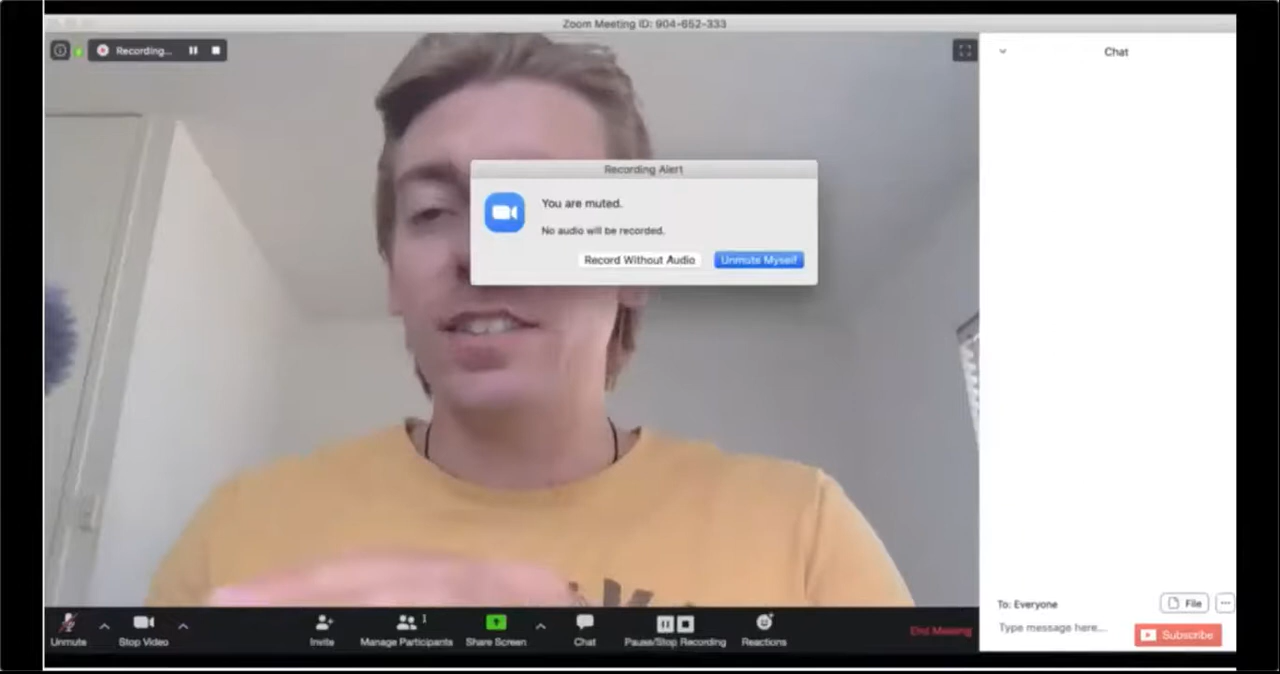 Zoom Meeting ID: 904-652-333
Recording...
Chat
Recording Alert
You are muted.
No audio will be recorded.
Record Without Audio
Unmute Myself
To: Everyone
File
Type message here...
Subscribe
Unmute
Stop Video
Invite
1
Manage Participants
Share Screen
Chat
Pause/Stop Recording
Reactions
End Meeting